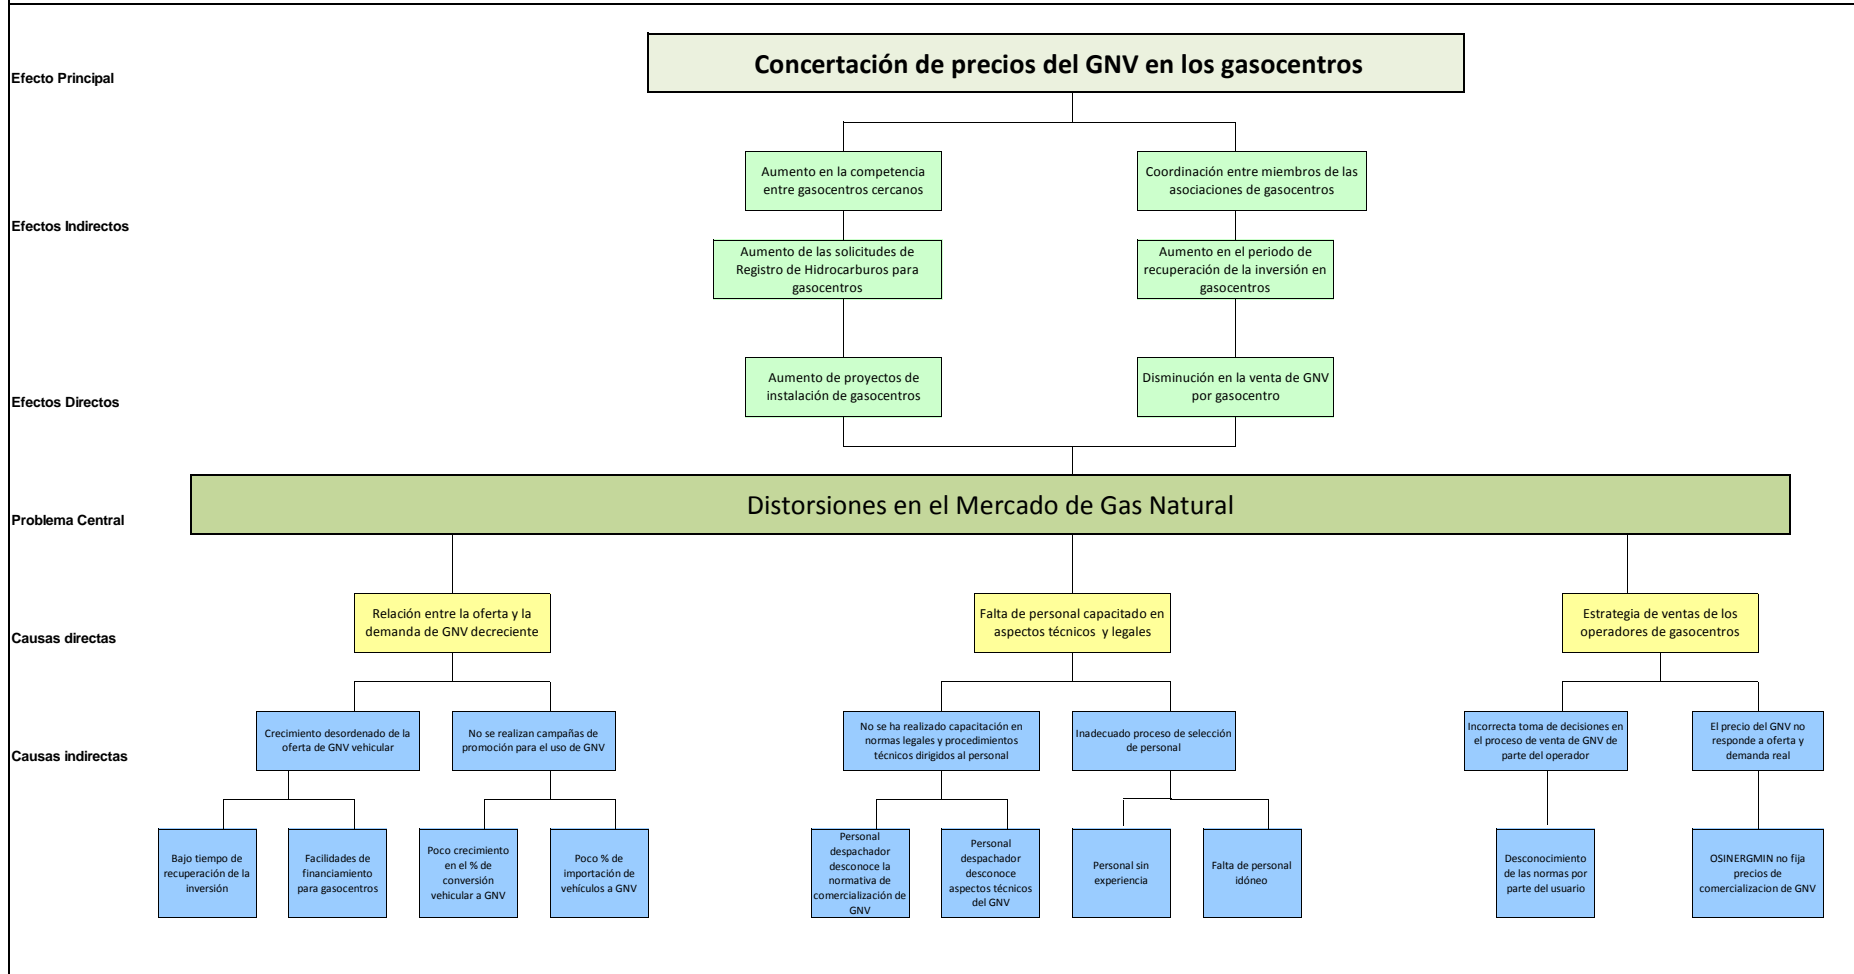 Efecto Principal
Concertación de precios del GNV en los gasocentros
Efectos Indirectos
Aumento en la competencia
entre gasocentros cercanos
Coordinación entre miembros de las
asociaciones de gasocentros
Aumento de las solicitudes de
Registro de Hidrocarburos para
gasocentros
Aumento en el periodo de
recuperación de la inversión en
gasocentros
Efectos Directos
Aumento de proyectos de
instalación de gasocentros
Disminución en la venta de GNV
por gasocentro
Problema Central
Distorsiones en el Mercado de Gas Natural
Causas directas
Relación entre la oferta y la
demanda de GNV decreciente
Falta de personal capacitado en
aspectos técnicos y legales
Estrategia de ventas de los
operadores de gasocentros
Causas indirectas
Crecimiento desordenado de la
oferta de GNV vehicular
No se realizan campañas de
promoción para el uso de GNV
No se ha realizado capacitación en
normas legales y procedimientos
técnicos dirigidos al personal
Inadecuado proceso de selección
de personal
Incorrecta toma de decisiones en
el proceso de venta de GNV de
parte del operador
El precio del GNV no
responde a oferta y
demanda real
Bajo tiempo de
recuperación de la
inversión
Facilidades de
financiamiento
para gasocentros
Poco crecimiento
en el % de
conversión
vehicular a GNV
Poco % de
importación de
vehículos a GNV
Personal
despachador
desconoce la
normativa de
comercialización de
GNV
Personal
despachador
desconoce
aspectos técnicos
del GNV
Personal sin
experiencia
Falta de personal
idóneo
Desconocimiento
de las normas por
parte del usuario
OSINERGMIN no fija
precios de
comercializacion de
GNV